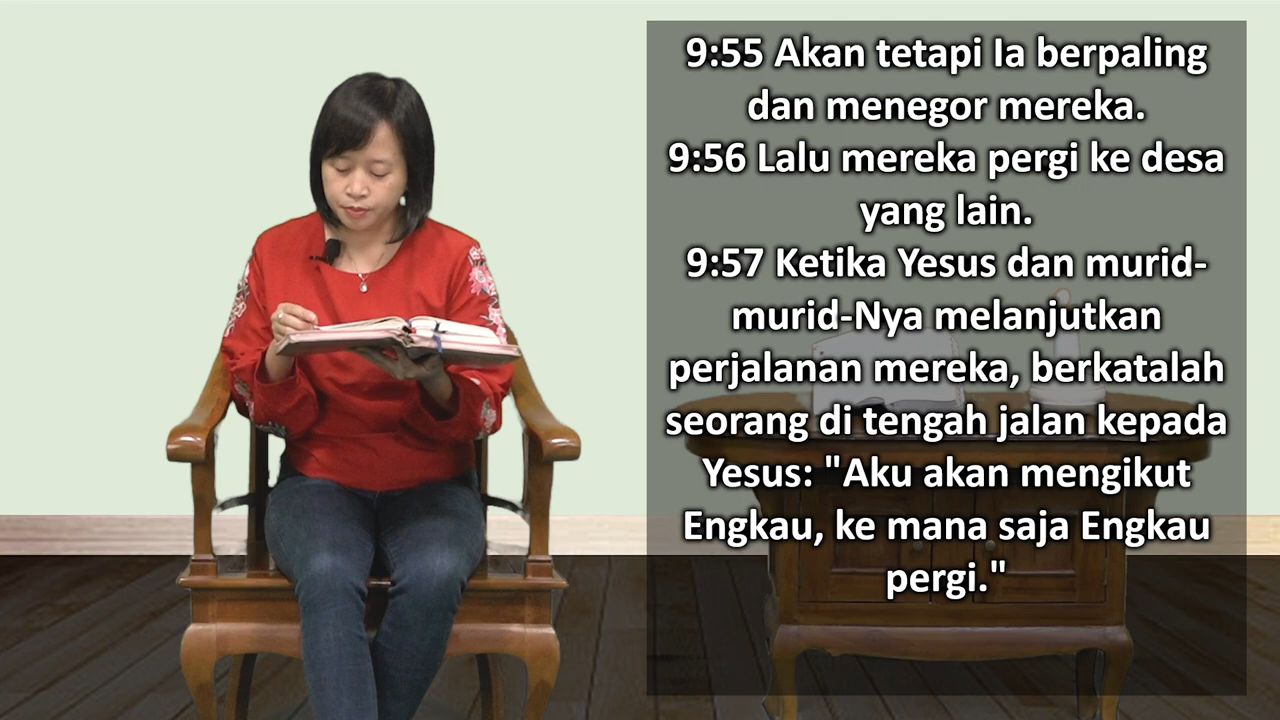 9:55 Akan tetapi Ia berpaling
dan menegor mereka.
9:56 Lalu mereka pergi ke desa
yang lain.
9:57 Ketika Yesus dan murid-
murid-Nya melanjutkan
perjalanan mereka, berkatalah
seorang di tengah jalan kepada
Yesus: "Aku akan mengikut
Engkau, ke mana saja Engkau
pergi."